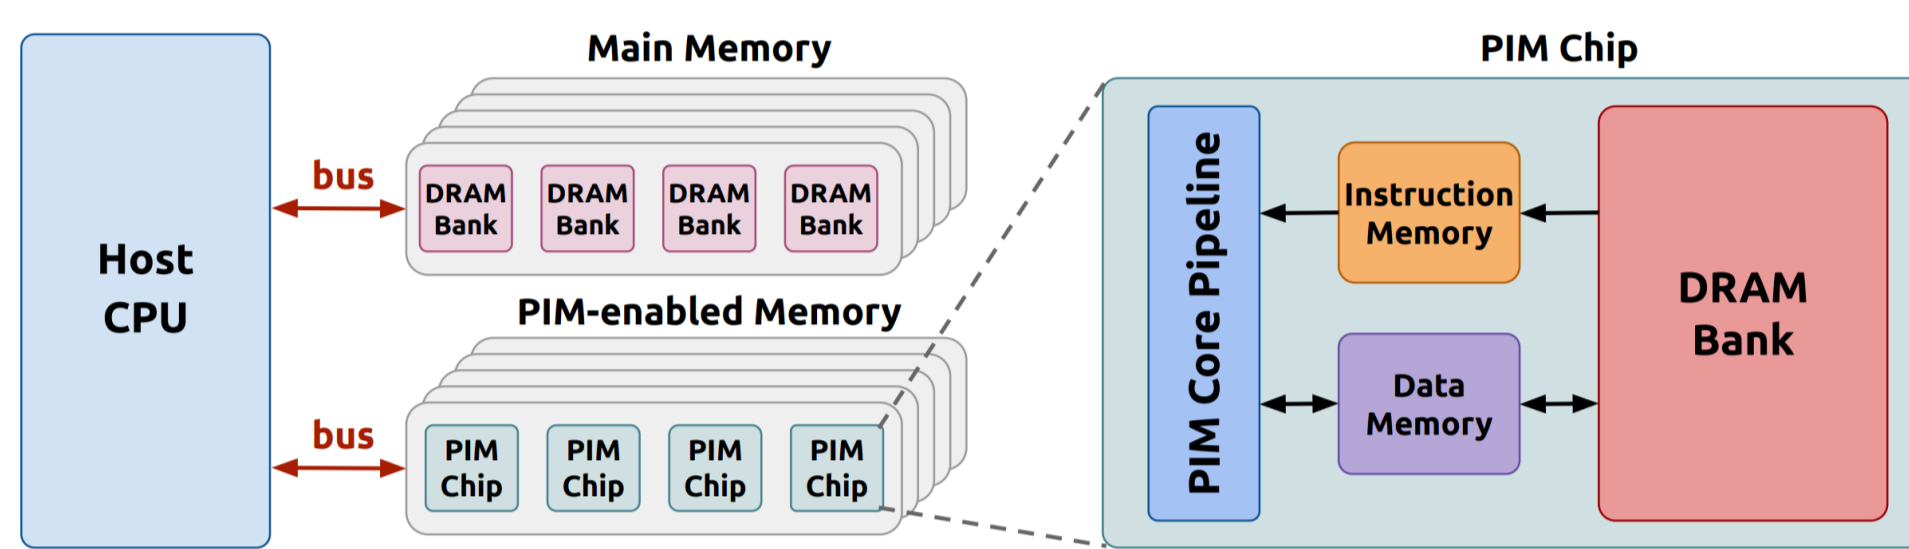 Host
CPU
bus
Main Memory
DRAM
Bank
DRAM
Bank
DRAM
Bank
DRAM
Bank
bus
PIM-enabled Memory
PIM
Chip
PIM
Chip
PIM
Chip
PIM
Chip
PIM Chip
PIM Core Pipeline
Instruction
Memory
Data
Memory
DRAM
Bank